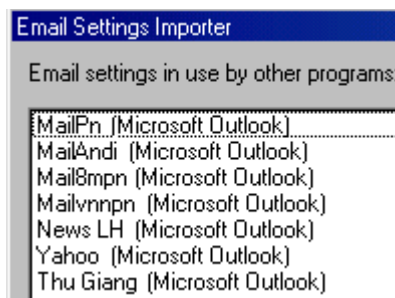 Email Settings Importer
Email settings in use by other programs:
MailPn (Microsoft Outlook)
MailAndi (Microsoft Outlook)
Mail8mpn (Microsoft Outlook)
Mailvnnpn (Microsoft Outlook)
News LH (Microsoft Outlook)
Yahoo (Microsoft Outlook)
Thu Giang (Microsoft Outlook)